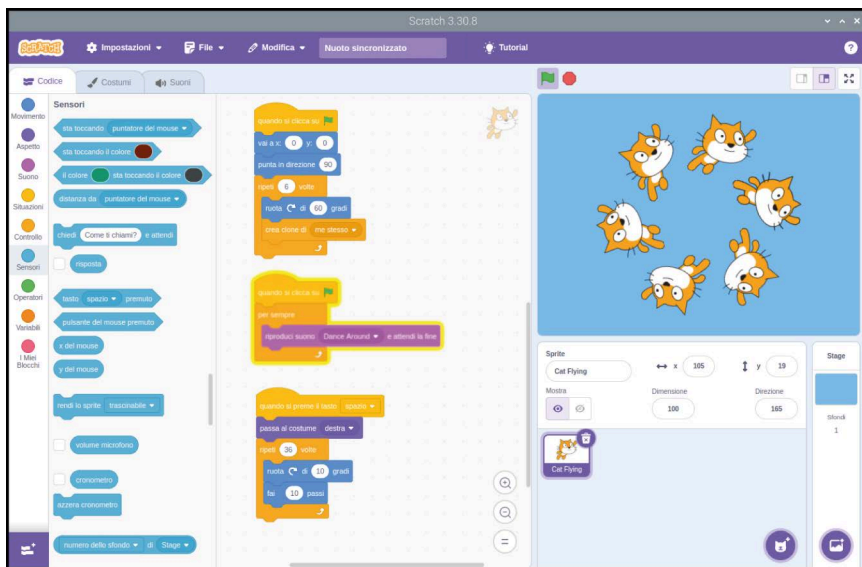 Scratch 3.30.8
SCRATCH
Impostazioni
File
Modifica
Nuoto sincronizzato
Tutorial
?
Codice
Costumi
Suoni
Movimento
Aspetto
Suono
Situazioni
Controllo
Sensori
Operatori
Variabili
I Miei
Blocchi
Sensori
sta toccando puntatore del mouse
sta toccando il colore
il colore sta toccando il colore
distanza da puntatore del mouse
chiedi Come ti chiami? e attendi
risposta
tasto spazio premuto
pulsante del mouse premuto
x del mouse
y del mouse
rendi lo sprite trascinabile
volume microfono
cronometro
azzera cronometro
numero dello sfondo di Stage
quando si clicca su
vai a x: 0 y: 0
punta in direzione 90
ripeti 6 volte
ruota di 60 gradi
crea clone di me stesso
quando si clicca su
per sempre
riproduci suono Dance Around e attendi la fine
quando si preme il tasto spazio
passa al costume destra
ripeti 36 volte
ruota di 10 gradi
fai 10 passi
Sprite
Cat Flying
x 105
y 19
Mostra
Dimensione
100
Direzione
165
Cat Flying
Stage
Sfondi
1